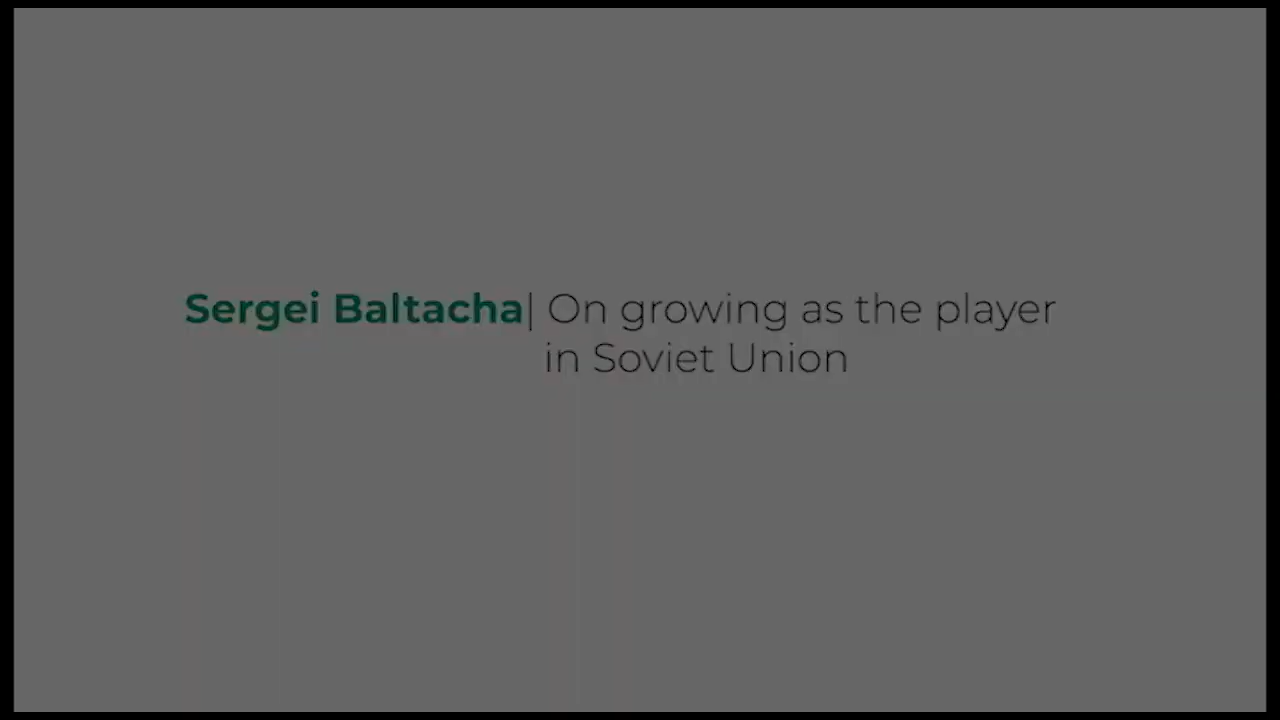 Sergei Baltacha| On growing as the player
in Soviet Union